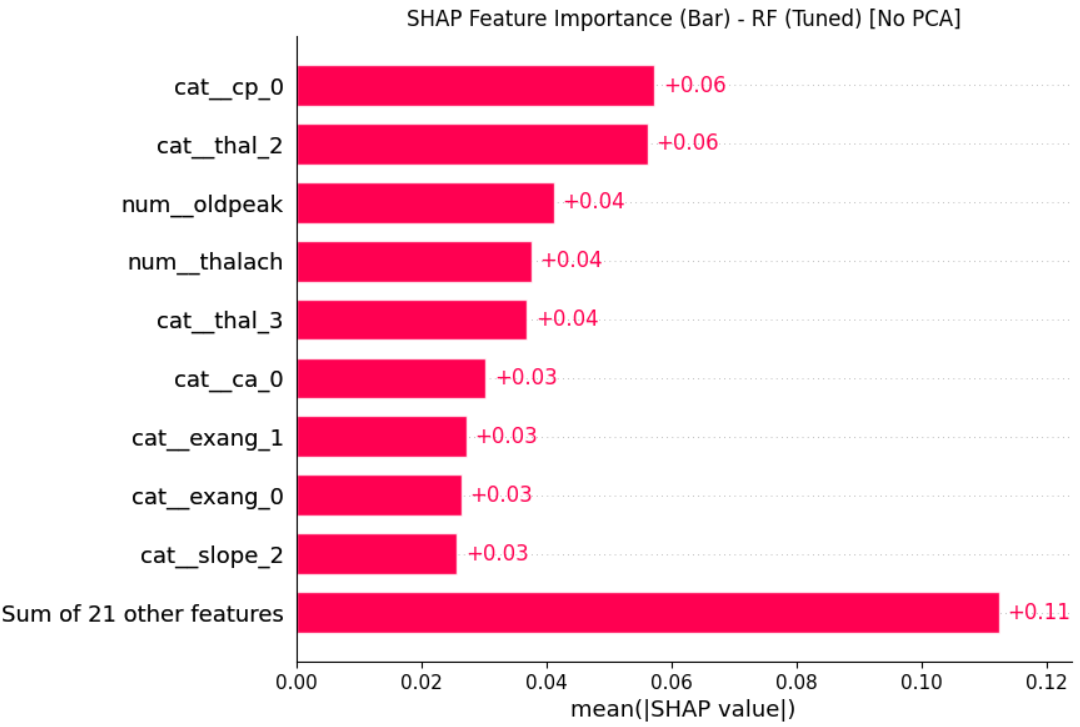 SHAP Feature Importance (Bar) - RF (Tuned) [No PCA]
cat__cp_0 +0.06
cat__thal_2 +0.06
num__oldpeak +0.04
num__thalach +0.04
cat__thal_3 +0.04
cat__ca_0 +0.03
cat__exang_1 +0.03
cat__exang_0 +0.03
cat__slope_2 +0.03
Sum of 21 other features +0.11
0.00 0.02 0.04 0.06 0.08 0.10 0.12
mean(|SHAP value|)